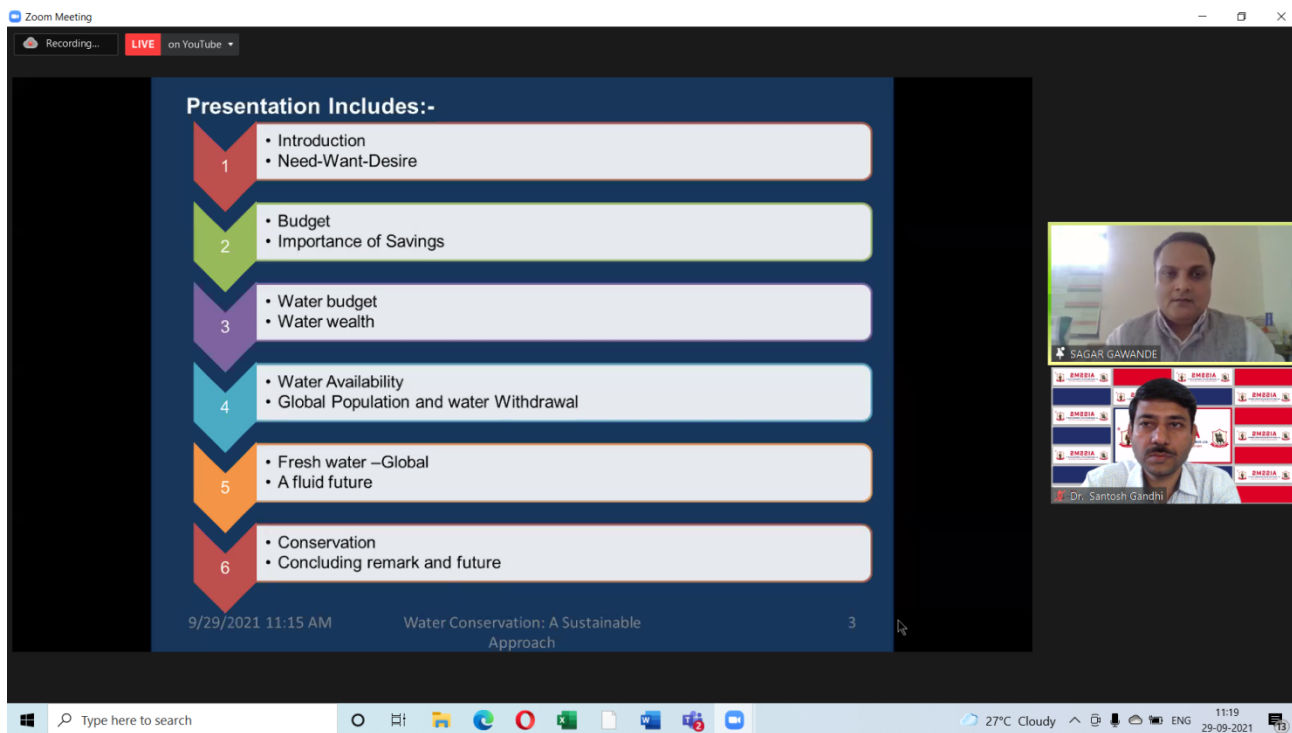 Zoom Meeting
Recording...
LIVE on YouTube
Presentation Includes:-
1
• Introduction
• Need-Want-Desire
2
• Budget
• Importance of Savings
3
• Water budget
• Water wealth
4
• Water Availability
• Global Population and water Withdrawal
5
• Fresh water –Global
• A fluid future
6
• Conservation
• Concluding remark and future
9/29/2021 11:15 AM
Water Conservation: A Sustainable
Approach
3
SAGAR GAWANDE
Dr. Santosh Gandhi
Type here to search
27°C Cloudy
ENG
11:19
29-09-2021